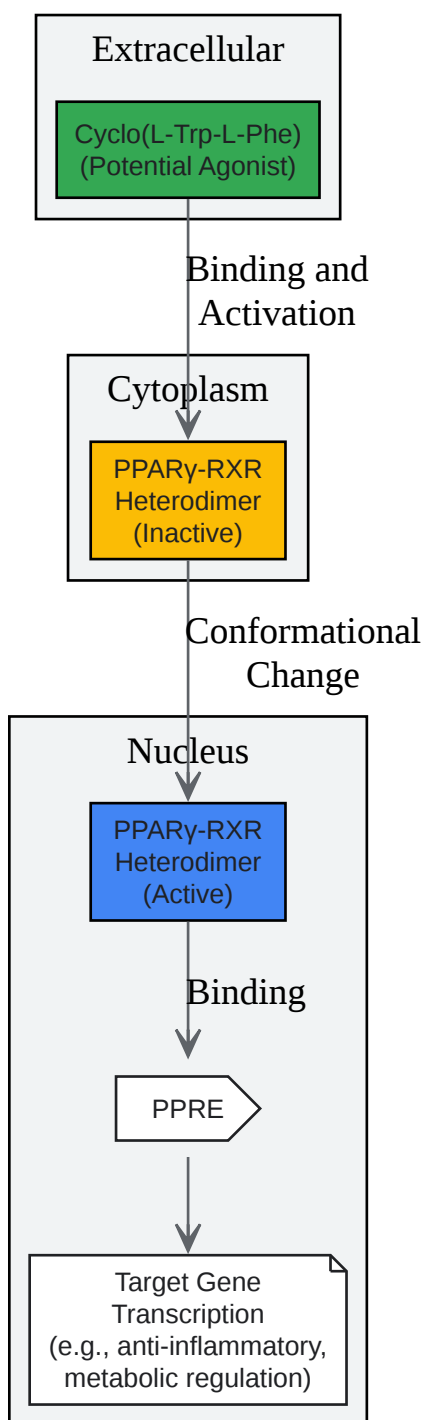 Extracellular
Cyclo(L-Trp-L-Phe)
(Potential Agonist)
Binding and
Activation
Cytoplasm
PPARγ-RXR
Heterodimer
(Inactive)
Conformational
Change
Nucleus
PPARγ-RXR
Heterodimer
(Active)
Binding
PPRE
Target Gene
Transcription
(e.g., anti-inflammatory,
metabolic regulation)